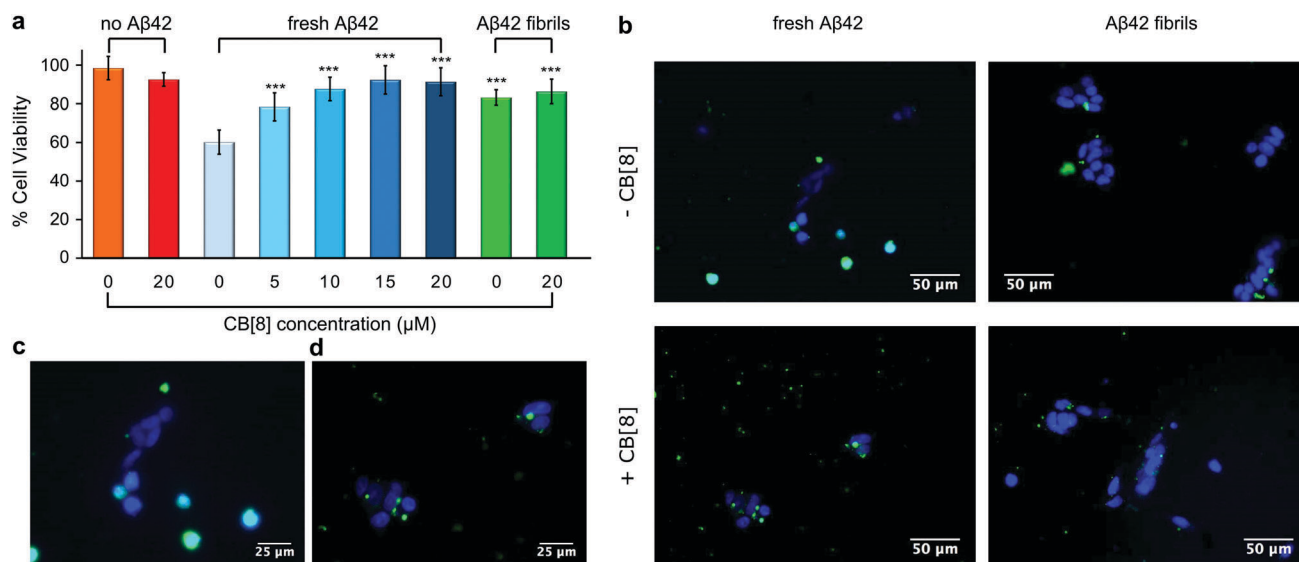 a
no Aβ42 fresh Aβ42 Aβ42 fibrils
% Cell Viability
100
80
60
40
20
0
*** *** *** *** *** ***
0 20 0 5 10 15 20 0 20
CB[8] concentration (µM)
b
fresh Aβ42 Aβ42 fibrils
- CB[8]
50 µm
50 µm
+ CB[8]
50 µm
50 µm
c
25 µm
d
25 µm